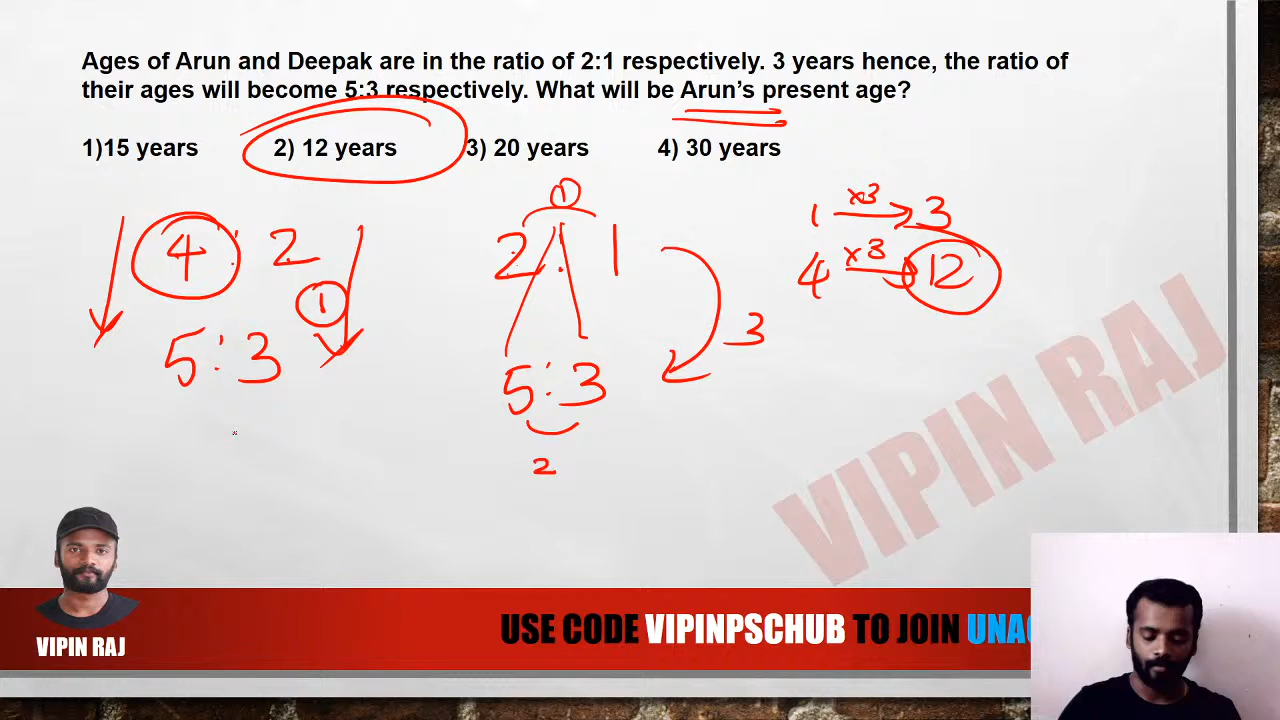 Ages of Arun and Deepak are in the ratio of 2:1 respectively. 3 years hence, the ratio of
their ages will become 5:3 respectively. What will be Arun's present age?
1)15 years 2) 12 years 3) 20 years 4) 30 years
4 : 2
1
5:3
1
2 : 1
3
5:3
2
1 x3 3
4 x3 12
VIPIN RAJ
VIPIN RAJ
USE CODE VIPINPSCHUB TO JOIN UNAC